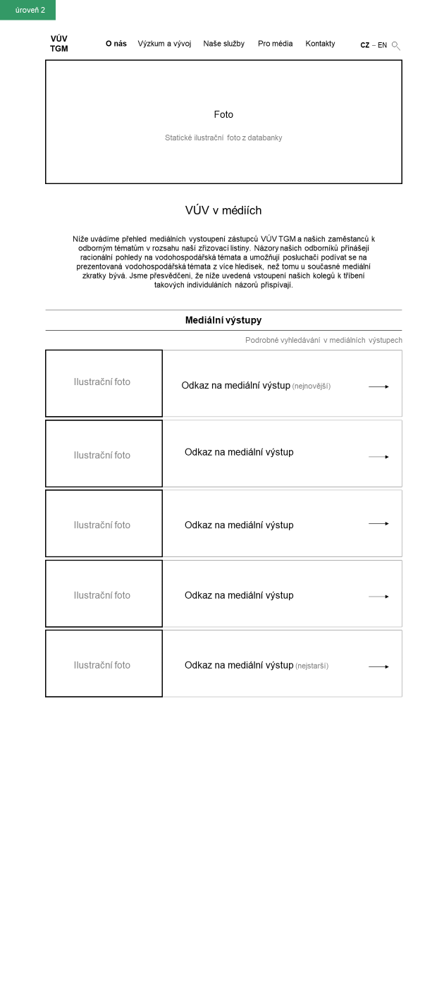 úroveň 2
VÚV
TGM
O nás Výzkum a vývoj Naše služby Pro média Kontakty CZ – EN
Foto
Statické ilustrační foto z databanky
VÚV v médiích
Níže uvádíme přehled mediálních vystoupení zástupců VÚV TGM a našich zaměstanců k
odborným tématům v rozsahu naší zřizovací listiny. Názory našich odborníků přinášejí
racionální pohledy na vodohospodářská témata a umožňují posluchači podívat se na
prezentovaná vodohospodářská témata z více hledisek, než tomu u současné mediální
zkratky bývá. Jsme přesvědčeni, že níže uvedená vstoupení našich kolegů k tříbení
takových individuláních názorů přispívají.
Mediální výstupy
Podrobné vyhledávání v mediálních výstupech
Ilustrační foto
Odkaz na mediální výstup (nejnovější)
Ilustrační foto
Odkaz na mediální výstup
Ilustrační foto
Odkaz na mediální výstup
Ilustrační foto
Odkaz na mediální výstup
Ilustrační foto
Odkaz na mediální výstup (nejstarší)